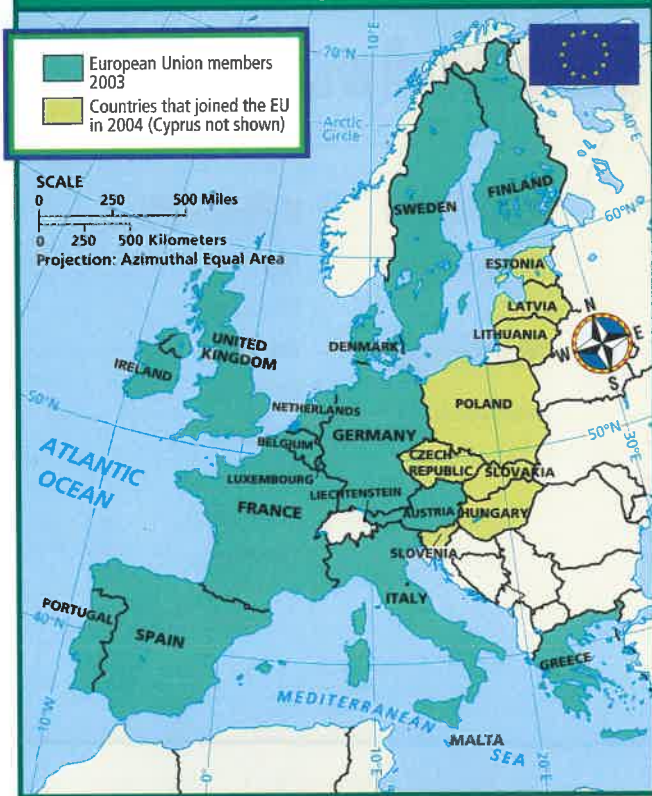 European Union members
2003
Countries that joined the EU
in 2004 (Cyprus not shown)
SCALE
0 250 500 Miles
0 250 500 Kilometers
Projection: Azimuthal Equal Area
70°N
10°E
Arctic
Circle
40°E
60°N
SWEDEN
FINLAND
ESTONIA
LATVIA
LITHUANIA
N
E
W
S
UNITED
KINGDOM
IRELAND
DENMARK
NETHERLANDS
BELGIUM
GERMANY
POLAND
50°N
50°N
30°E
ATLANTIC
OCEAN
LUXEMBOURG
LIECHTENSTEIN
CZECH
REPUBLIC
SLOVAKIA
FRANCE
AUSTRIA
HUNGARY
SLOVENIA
ITALY
PORTUGAL
40°N
SPAIN
GREECE
MEDITERRANEAN
SEA
MALTA
10°W
0°
10°E
20°E